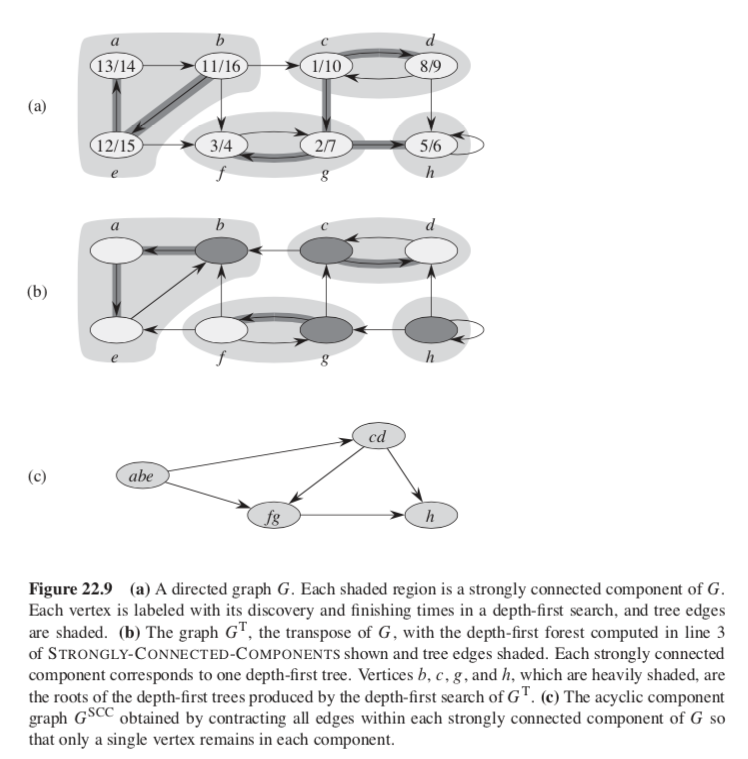 a b c d
(a) 13/14 11/16 1/10 8/9
12/15 3/4 2/7 5/6
e f g h
a b c d
(b)
e f g h
cd
(c) abe
fg h
Figure 22.9 (a) A directed graph G. Each shaded region is a strongly connected component of G.
Each vertex is labeled with its discovery and finishing times in a depth-first search, and tree edges
are shaded. (b) The graph Gᵀ, the transpose of G, with the depth-first forest computed in line 3
of STRONGLY-CONNECTED-COMPONENTS shown and tree edges shaded. Each strongly connected
component corresponds to one depth-first tree. Vertices b, c, g, and h, which are heavily shaded, are
the roots of the depth-first trees produced by the depth-first search of Gᵀ. (c) The acyclic component
graph Gˢᶜᶜ obtained by contracting all edges within each strongly connected component of G so
that only a single vertex remains in each component.